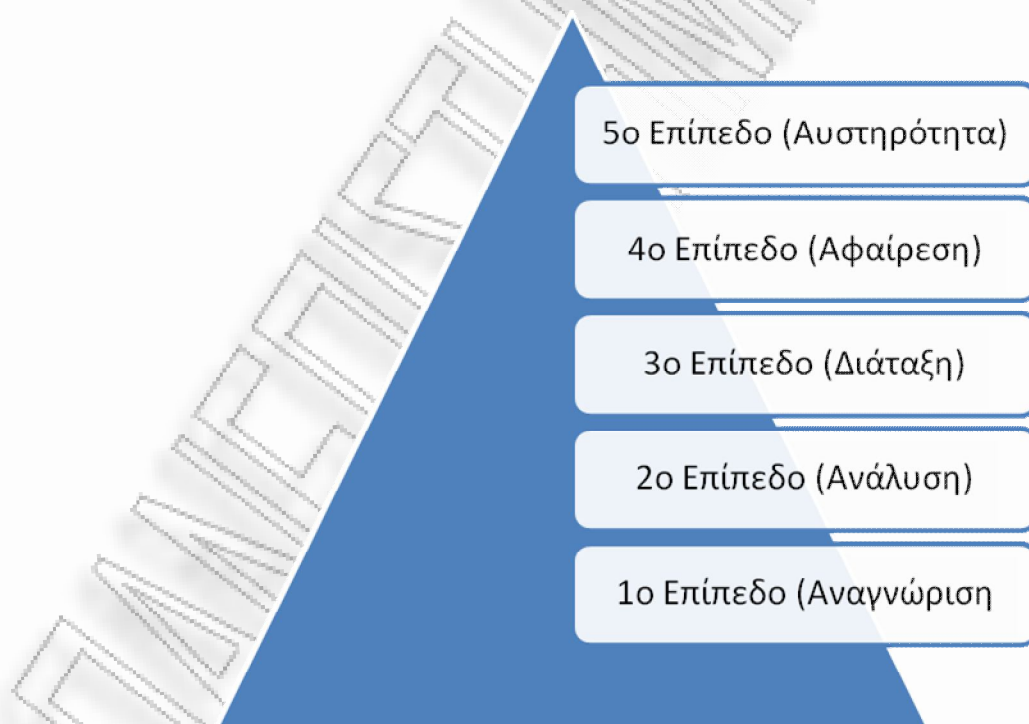 5ο Επίπεδο (Αυστηρότητα)
4ο Επίπεδο (Αφαίρεση)
3ο Επίπεδο (Διάταξη)
2ο Επίπεδο (Ανάλυση)
1ο Επίπεδο (Αναγνώριση